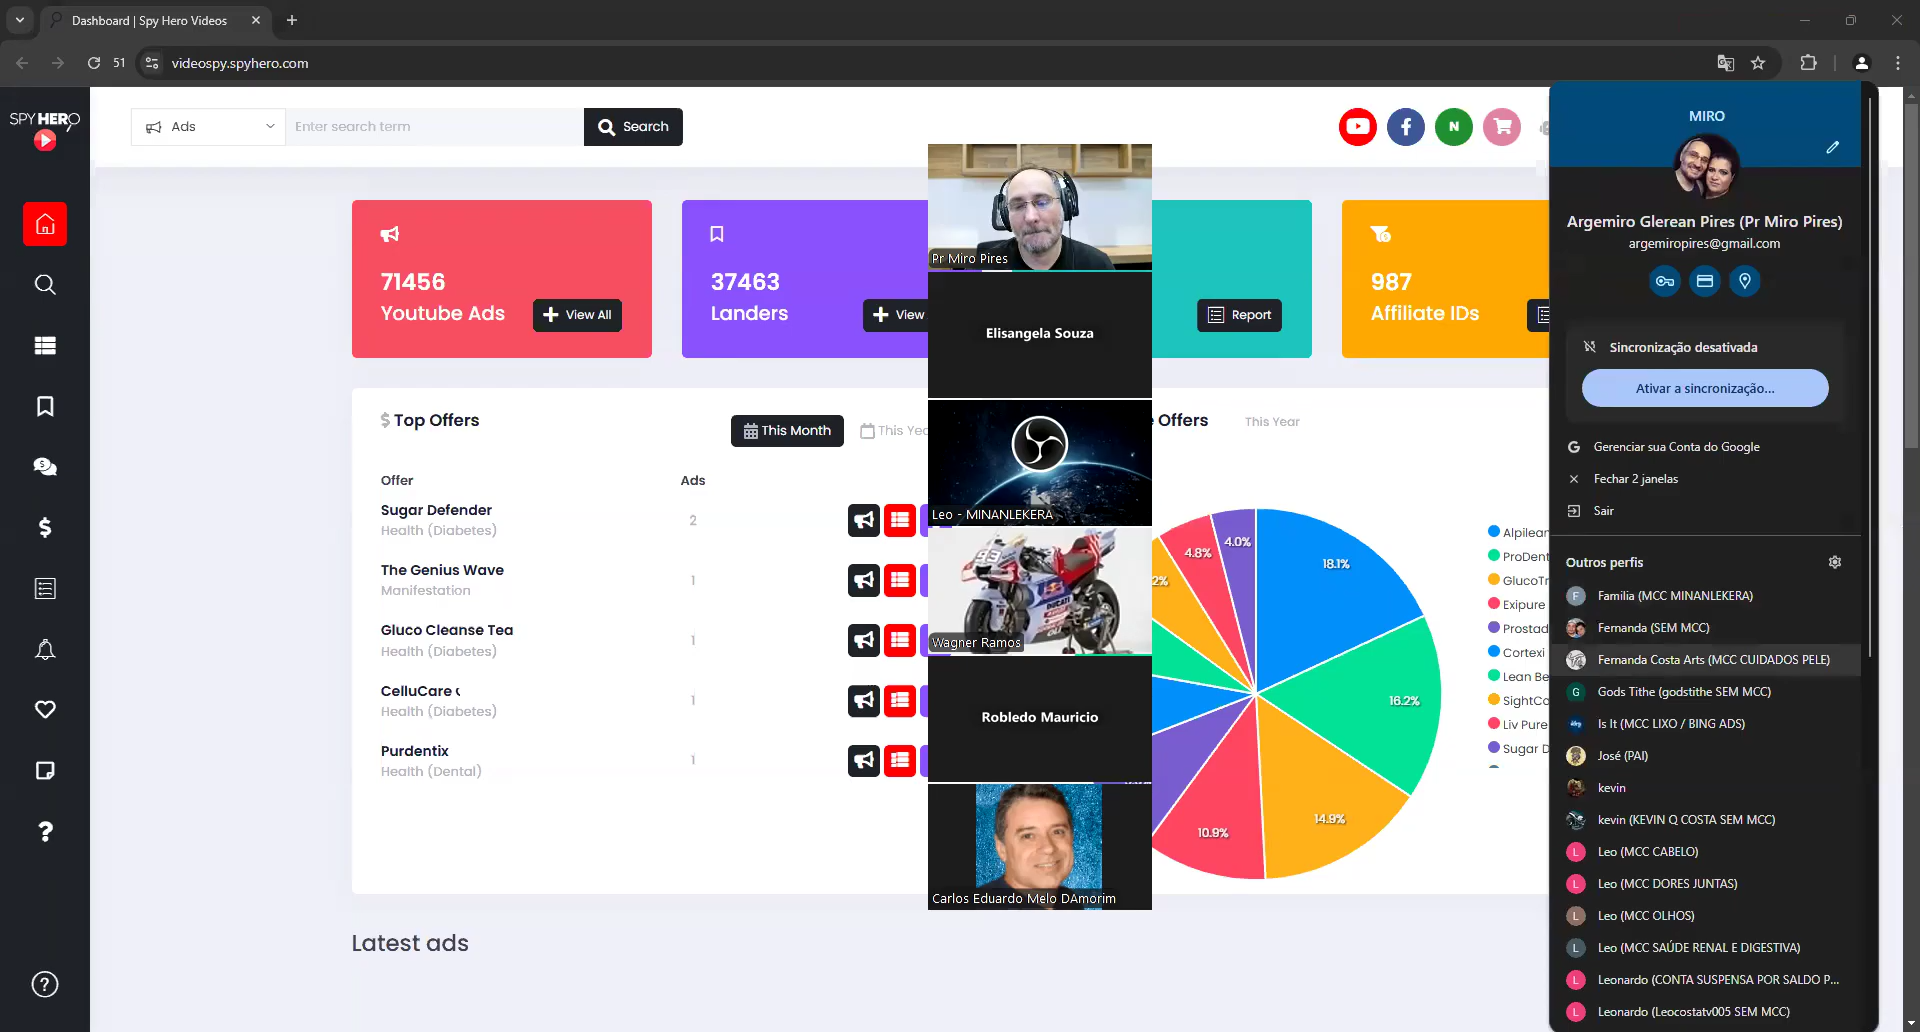 Dashboard | Spy Hero Videos
51
videospy.spyhero.com
SPY HERO
Ads
Enter search term
Search
N
71456
Youtube Ads
View All
37463
Landers
View
Report
987
Affiliate IDs
Top Offers
This Month
Offer
Ads
Sugar Defender
Health (Diabetes)
2
The Genius Wave
Manifestation
1
Gluco Cleanse Tea
Health (Diabetes)
1
CelluCare
Health (Diabetes)
1
Purdentix
Health (Dental)
1
Latest ads
Pr Miro Pires
Elisangela Souza
Leo - MINANLEKERA
93
DUCATI
Wagner Ramos
Robledo Mauricio
Carlos Eduardo Melo DAmorim
Offers
This Year
4.8%
4.0%
18.1%
16.2%
14.9%
10.9%
Alpilean
ProDent
GlucoTr
Exipure
Prostad
Cortexi
Lean Be
SightCa
Liv Pure
Sugar D
MIRO
Argemiro Glerean Pires (Pr Miro Pires)
argemiropires@gmail.com
Sincronização desativada
Ativar a sincronização...
Gerenciar sua Conta do Google
Fechar 2 janelas
Sair
Outros perfis
F Familia (MCC MINANLEKERA)
Fernanda (SEM MCC)
Fernanda Costa Arts (MCC CUIDADOS PELE)
G Gods Tithe (godstithe SEM MCC)
Is It (MCC LIXO / BING ADS)
José (PAI)
kevin
kevin (KEVIN Q COSTA SEM MCC)
L Leo (MCC CABELO)
L Leo (MCC DORES JUNTAS)
L Leo (MCC OLHOS)
L Leo (MCC SAÚDE RENAL E DIGESTIVA)
L Leonardo (CONTA SUSPENSA POR SALDO P...
L Leonardo (Leocostatv005 SEM MCC)